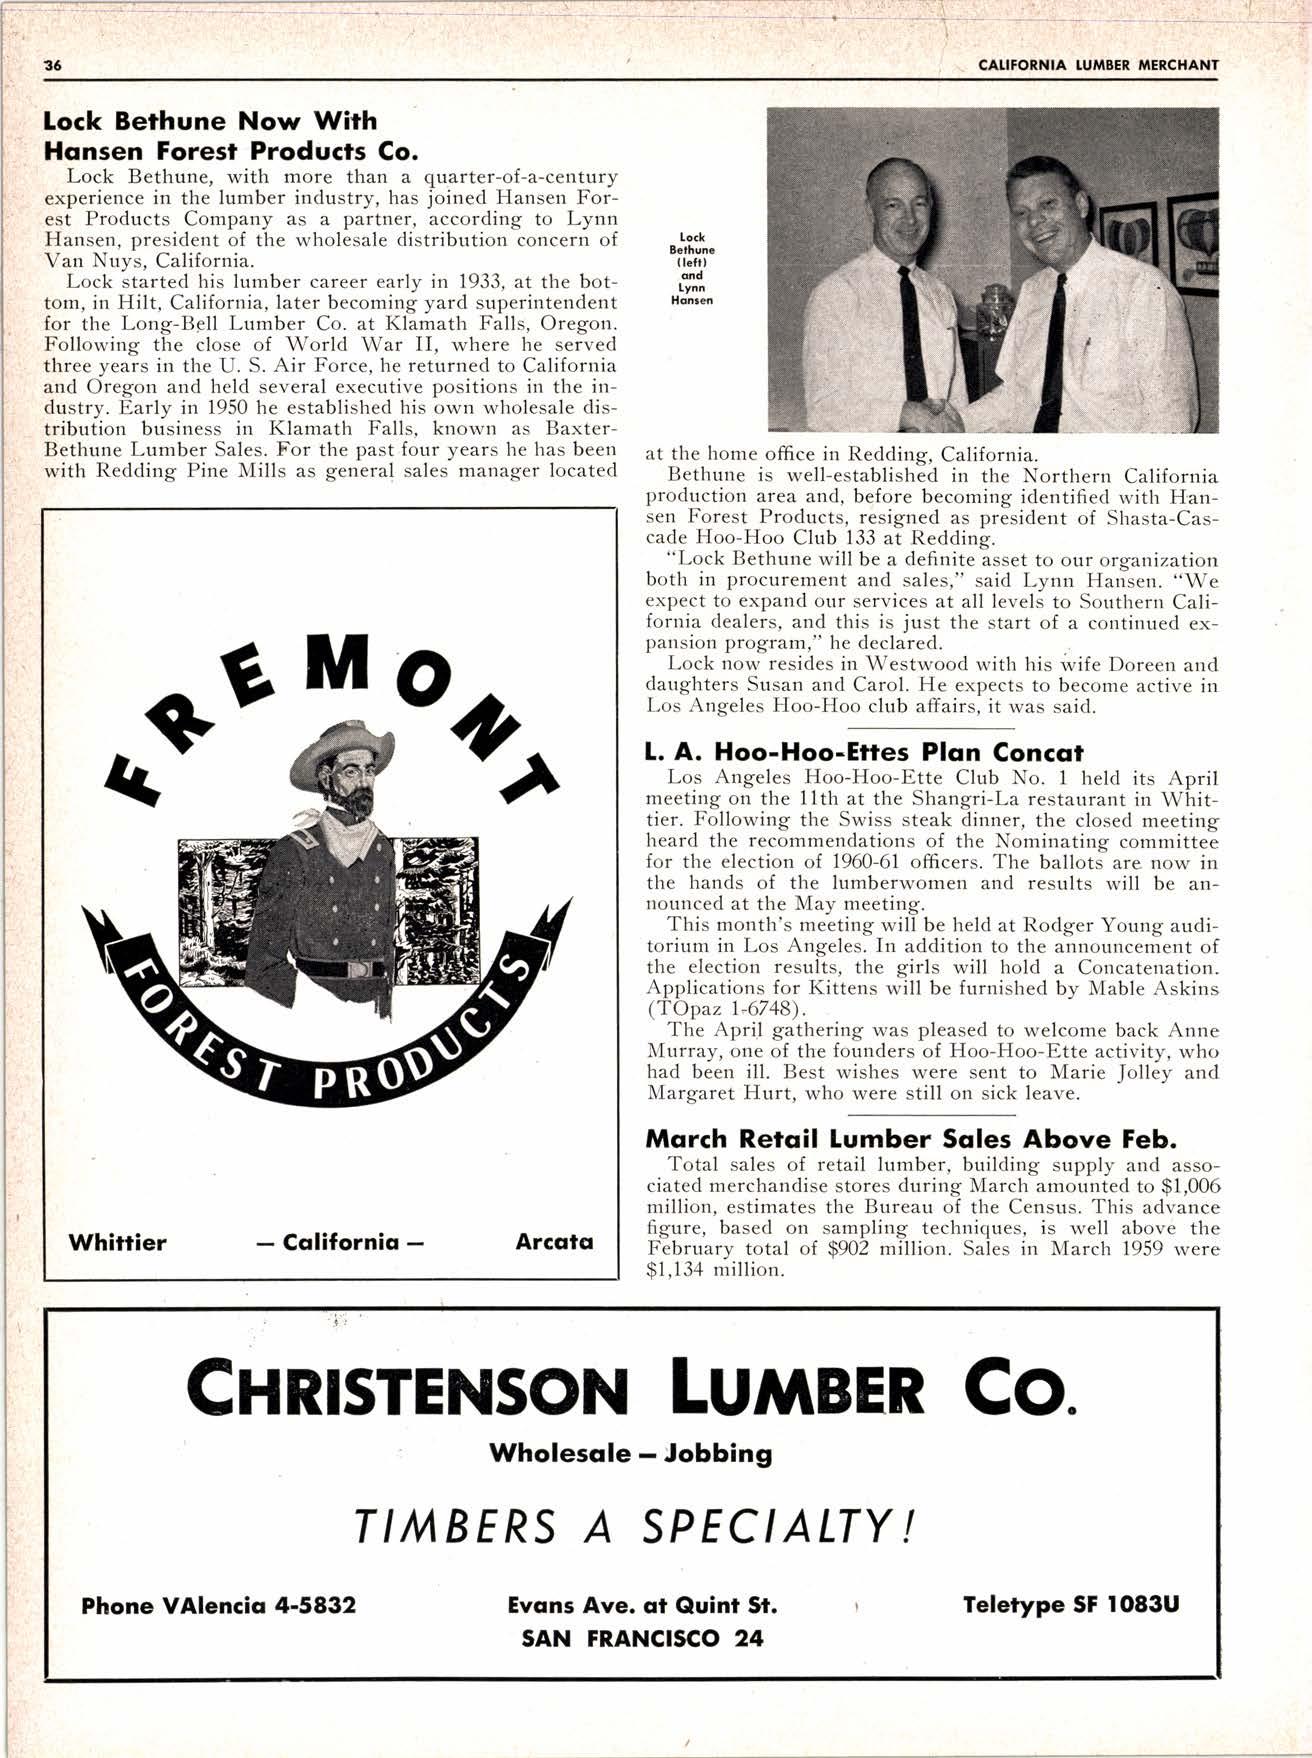 36
CALIFORNIA LUMBER MERCHANT
Lock Bethune Now With
Hansen Forest Products Co.
Lock Bethune, with more than a quarter-of-a-century
experience in the lumber industry, has joined Hansen For-
est Products Company as a partner, according to Lynn
Hansen, president of the wholesale distribution concern of
Van Nuys, California.
Lock started his lumber career early in 1933, at the bot-
tom, in Hilt, California, later becoming yard superintendent
for the Long-Bell Lumber Co. at Klamath Falls, Oregon.
Following the close of World War II, where he served
three years in the U. S. Air Force, he returned to California
and Oregon and held several executive positions in the in-
dustry. Early in 1950 he established his own wholesale dis-
tribution business in Klamath Falls, known as Baxter-
Bethune Lumber Sales. For the past four years he has been
with Redding Pine Mills as general sales manager located
Lock
Bethune
(left)
and
Lynn
Hansen
at the home office in Redding, California.
Bethune is well-established in the Northern California
production area and, before becoming identified with Han-
sen Forest Products, resigned as president of Shasta-Cas-
cade Hoo-Hoo Club 133 at Redding.
"Lock Bethune will be a definite asset to our organization
both in procurement and sales," said Lynn Hansen. "We
expect to expand our services at all levels to Southern Cali-
fornia dealers, and this is just the start of a continued ex-
pansion program," he declared.
Lock now resides in Westwood with his wife Doreen and
daughters Susan and Carol. He expects to become active in
Los Angeles Hoo-Hoo club affairs, it was said.
L. A. Hoo-Hoo-Ettes Plan Concat
Los Angeles Hoo-Hoo-Ette Club No. 1 held its April
meeting on the 11th at the Shangri-La restaurant in Whit-
tier. Following the Swiss steak dinner, the closed meeting
heard the recommendations of the Nominating committee
for the election of 1960-61 officers. The ballots are now in
the hands of the lumberwomen and results will be an-
nounced at the May meeting.
This month's meeting will be held at Rodger Young audi-
torium in Los Angeles. In addition to the announcement of
the election results, the girls will hold a Concatenation.
Applications for Kittens will be furnished by Mable Askins
(TOpaz 1-6748).
The April gathering was pleased to welcome back Anne
Murray, one of the founders of Hoo-Hoo-Ette activity, who
had been ill. Best wishes were sent to Marie Jolley and
Margaret Hurt, who were still on sick leave.
March Retail Lumber Sales Above Feb.
Total sales of retail lumber, building supply and asso-
ciated merchandise stores during March amounted to $1,006
million, estimates the Bureau of the Census. This advance
figure, based on sampling techniques, is well above the
February total of $902 million. Sales in March 1959 were
$1,134 million.
FREMONT
FOREST PRODUCTS
Whittier — California — Arcata
CHRISTENSON LUMBER CO.
Wholesale — Jobbing
TIMBERS A SPECIALTY!
Phone VAlencia 4-5832
Evans Ave. at Quint St.
Teletype SF 1083U
SAN FRANCISCO 24